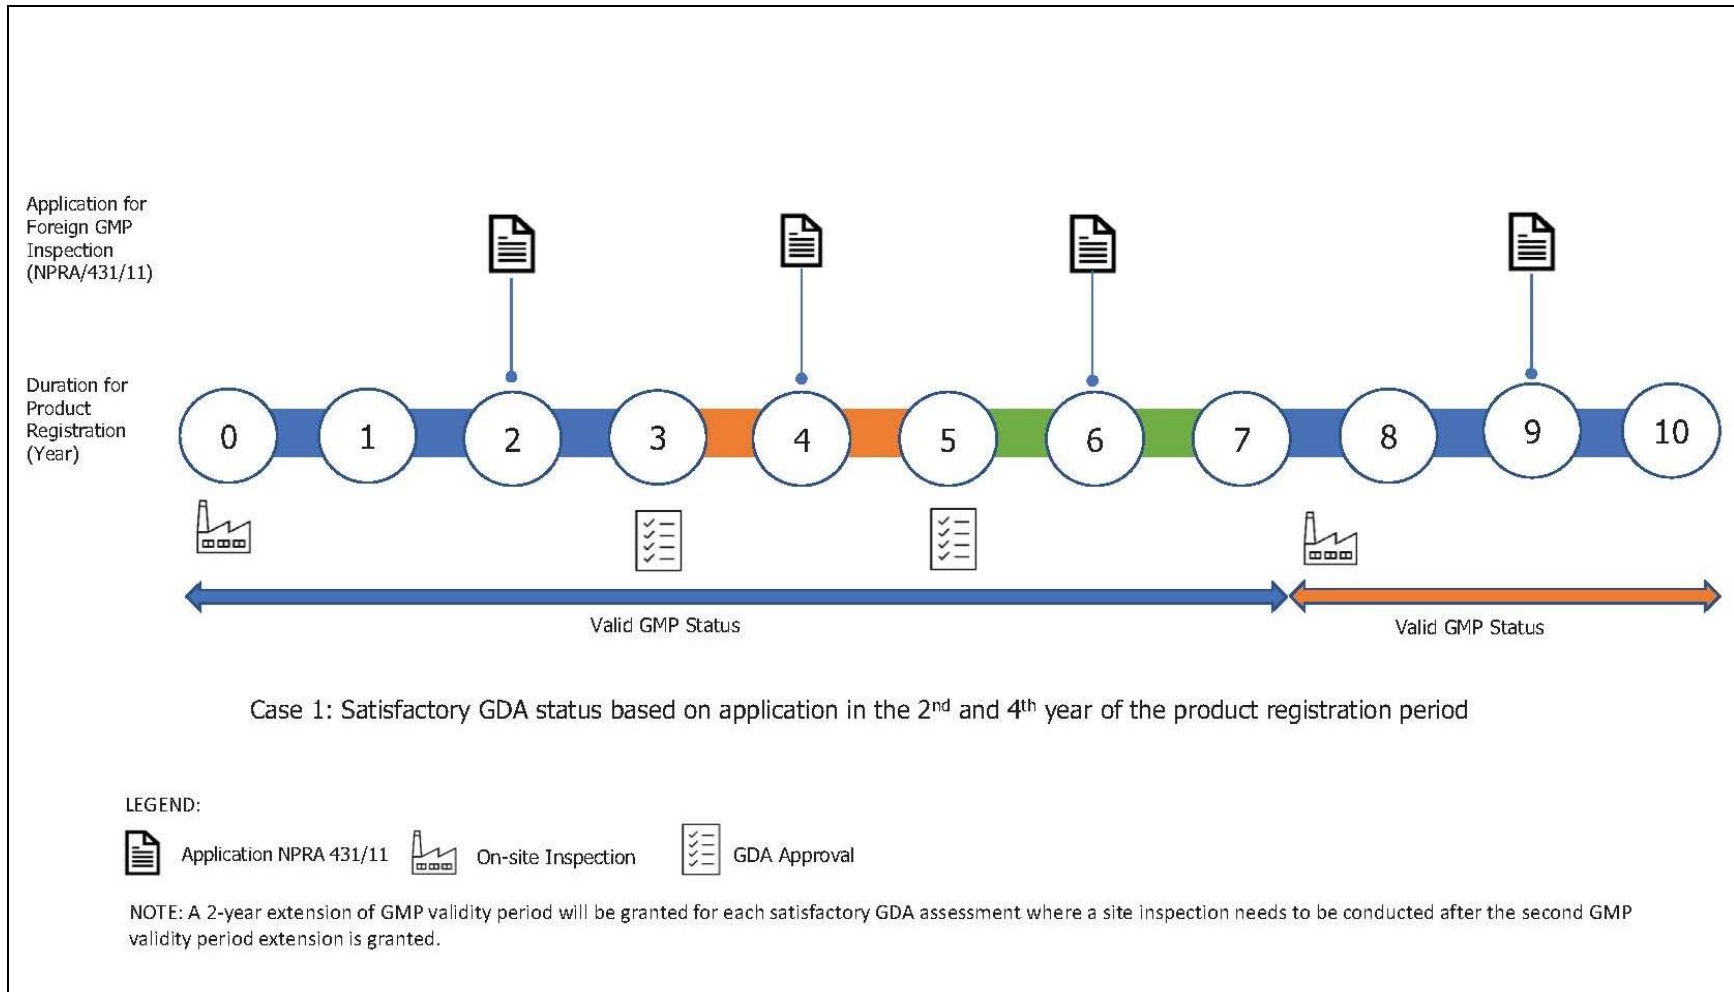 Application for
Foreign GMP
Inspection
(NPRA/431/11)
Duration for
Product
Registration
(Year)
0 1 2 3 4 5 6 7 8 9 10
Valid GMP Status
Valid GMP Status
Case 1: Satisfactory GDA status based on application in the 2nd and 4th year of the product registration period
LEGEND:
Application NPRA 431/11
On-site Inspection
GDA Approval
NOTE: A 2-year extension of GMP validity period will be granted for each satisfactory GDA assessment where a site inspection needs to be conducted after the second GMP
validity period extension is granted.